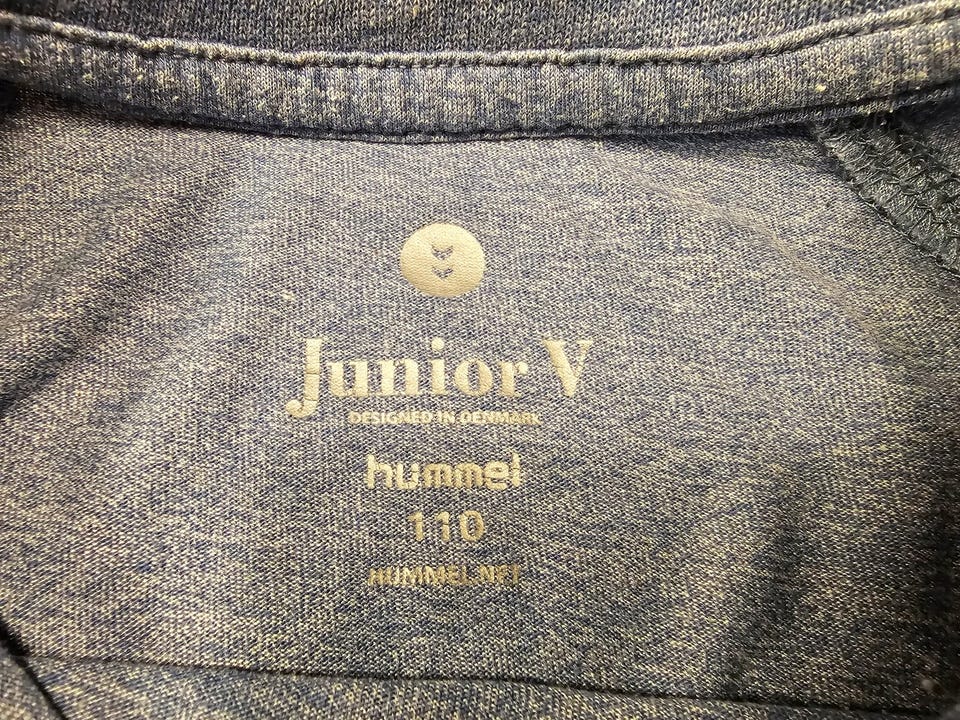 Junior V
DESIGNED IN DENMARK
hummel
110
HUMMEL.NET